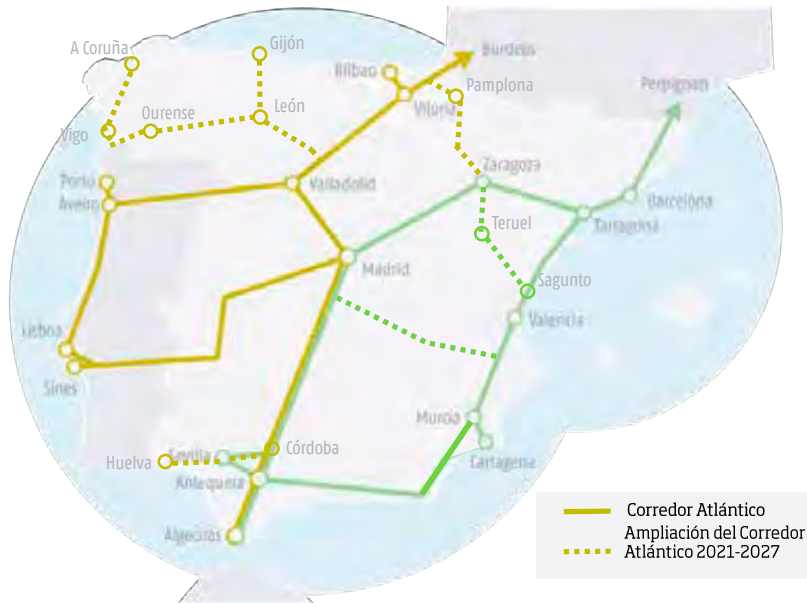 Gijón
A Coruña
Burdeos
Bilbao
Pamplona
Perpignan
León
Ourense
Vitoria
Vigo
Zaragoza
Porto
Valladolid
Aveiro
Barcelona
Teruel
Tarragona
Madrid
Sagunto
Valencia
Lisboa
Sines
Murcia
Córdoba
Sevilla
Huelva
Cartagena
Antequera
Algeciras
Corredor Atlántico
Ampliación del Corredor
Atlántico 2021-2027